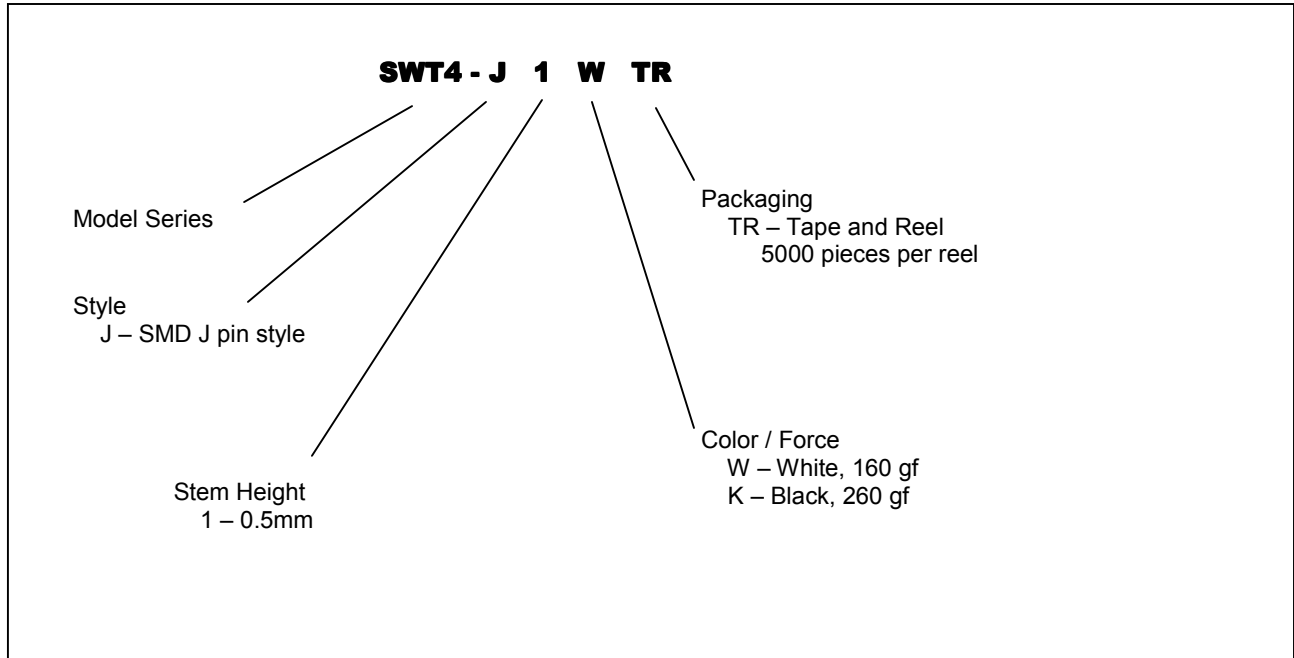 SWT4 - J 1 W TR
Model Series
Style
J – SMD J pin style
Stem Height
1 – 0.5mm
Packaging
TR – Tape and Reel
5000 pieces per reel
Color / Force
W – White, 160 gf
K – Black, 260 gf